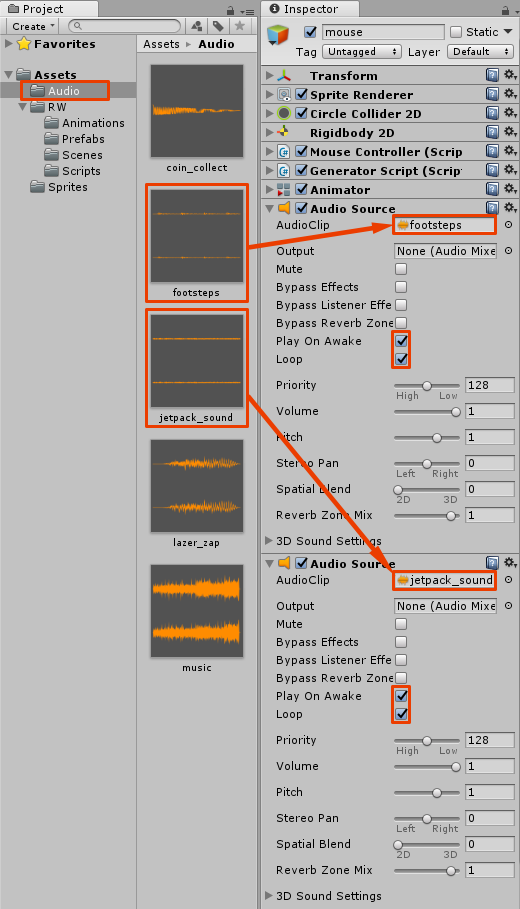 Project
Create
Favorites
Assets
Audio
RW
Animations
Prefabs
Scenes
Scripts
Sprites
Assets Audio
coin_collect
footsteps
jetpack_sound
lazer_zap
music
Inspector
mouse
Static
Tag Untagged Layer Default
Transform
Sprite Renderer
Circle Collider 2D
Rigidbody 2D
Mouse Controller (Scrip
Generator Script (Scrip
Animator
Audio Source
AudioClip footsteps
Output None (Audio Mixe
Mute
Bypass Effects
Bypass Listener Effe
Bypass Reverb Zone
Play On Awake
Loop
Priority 128
High Low
Volume 1
Pitch 1
Stereo Pan 0
Left Right
Spatial Blend 0
2D 3D
Reverb Zone Mix 1
3D Sound Settings
Audio Source
AudioClip jetpack_sound
Output None (Audio Mixe
Mute
Bypass Effects
Bypass Listener Effe
Bypass Reverb Zone
Play On Awake
Loop
Priority 128
High Low
Volume 1
Pitch 1
Stereo Pan 0
Left Right
Spatial Blend 0
2D 3D
Reverb Zone Mix 1
3D Sound Settings